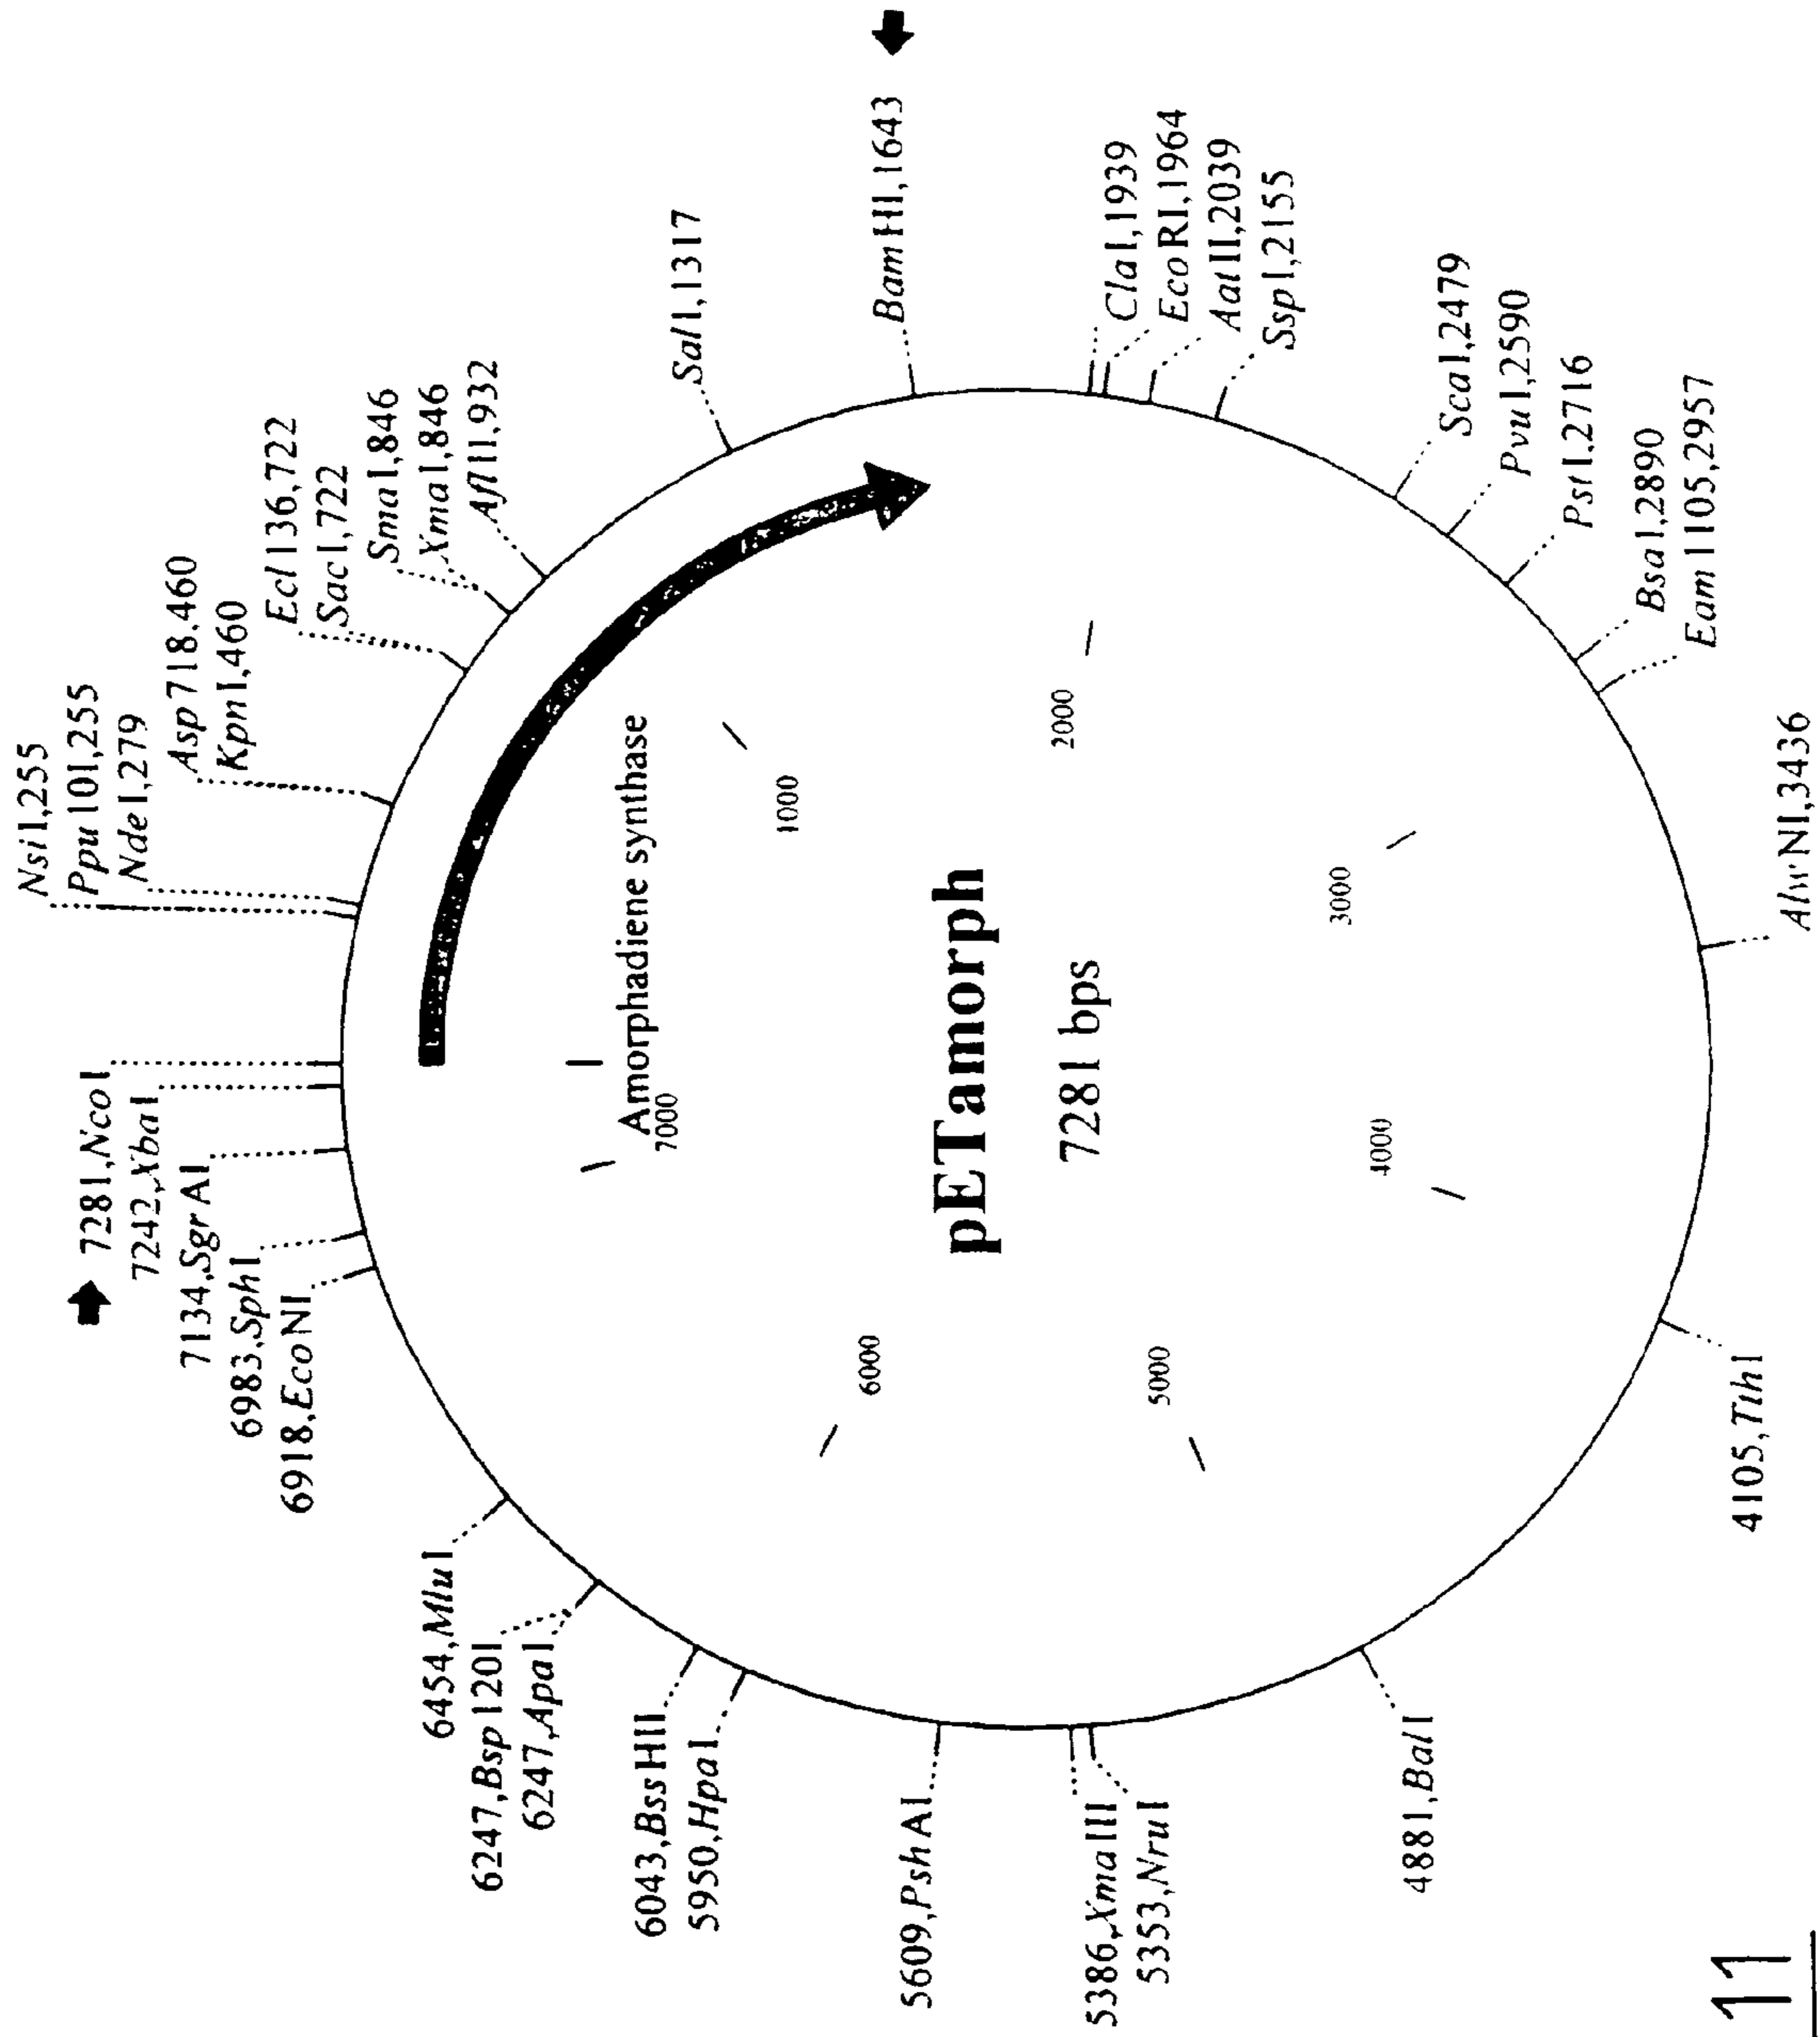 NsiI,255
Ppu10I,255
NdeI,279
Asp718.460
KpnI,460
Ecl136,722
SacI,722
SmaI,846
XmaI,846
AflII,932
SalI,1317
BamHI,1643
ClaI,1939
EcoRI,1964
AatII,2039
SspI,2155
ScaI,2479
PvuI,2590
PstI,2716
BsaI,2890
Eam1105,2957
AlwNI,3436
4105,TthI
4881,BalI
5353,NruI
5386,XmaIII
5609,PshAI
5950,HpaI
6043,BssHII
6247,ApaI
6247,Bsp120I
6454,MluI
6918,EcoNI
6983,SphI
7134,SgrAI
7242,XbaI
7281,NcoI
Amorphadiene synthase
1000
2000
3000
4000
5000
6000
7000
pETamorph
7281 bps
11